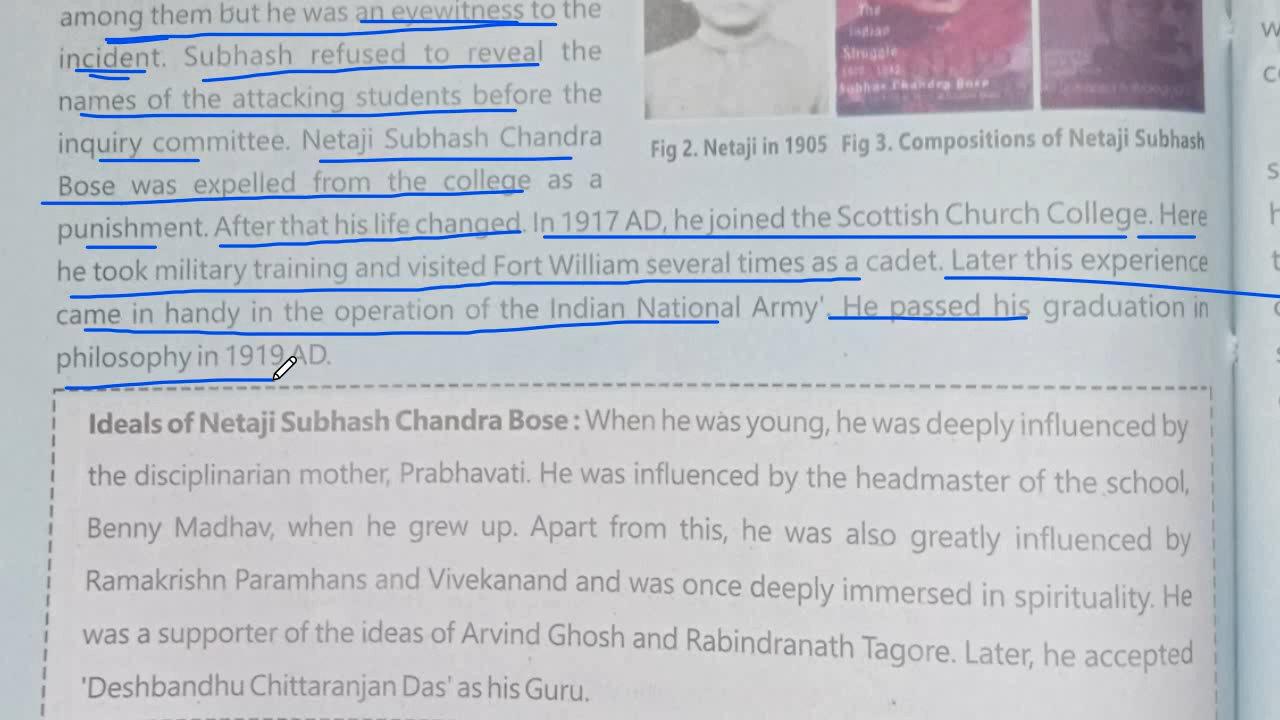 among them but he was an eyewitness to the
incident. Subhash refused to reveal the
names of the attacking students before the
inquiry committee. Netaji Subhash Chandra
Bose was expelled from the college as a
punishment. After that his life changed. In 1917 AD, he joined the Scottish Church College. Here
he took military training and visited Fort William several times as a cadet. Later this experience
came in handy in the operation of the Indian National Army'. He passed his graduation in
philosophy in 1919 AD.
The
Indian
Struggle
Subhas Chandra Bose
Fig 2. Netaji in 1905 Fig 3. Compositions of Netaji Subhash
Ideals of Netaji Subhash Chandra Bose : When he was young, he was deeply influenced by
the disciplinarian mother, Prabhavati. He was influenced by the headmaster of the school,
Benny Madhav, when he grew up. Apart from this, he was also greatly influenced by
Ramakrishn Paramhans and Vivekanand and was once deeply immersed in spirituality. He
was a supporter of the ideas of Arvind Ghosh and Rabindranath Tagore. Later, he accepted
'Deshbandhu Chittaranjan Das' as his Guru.